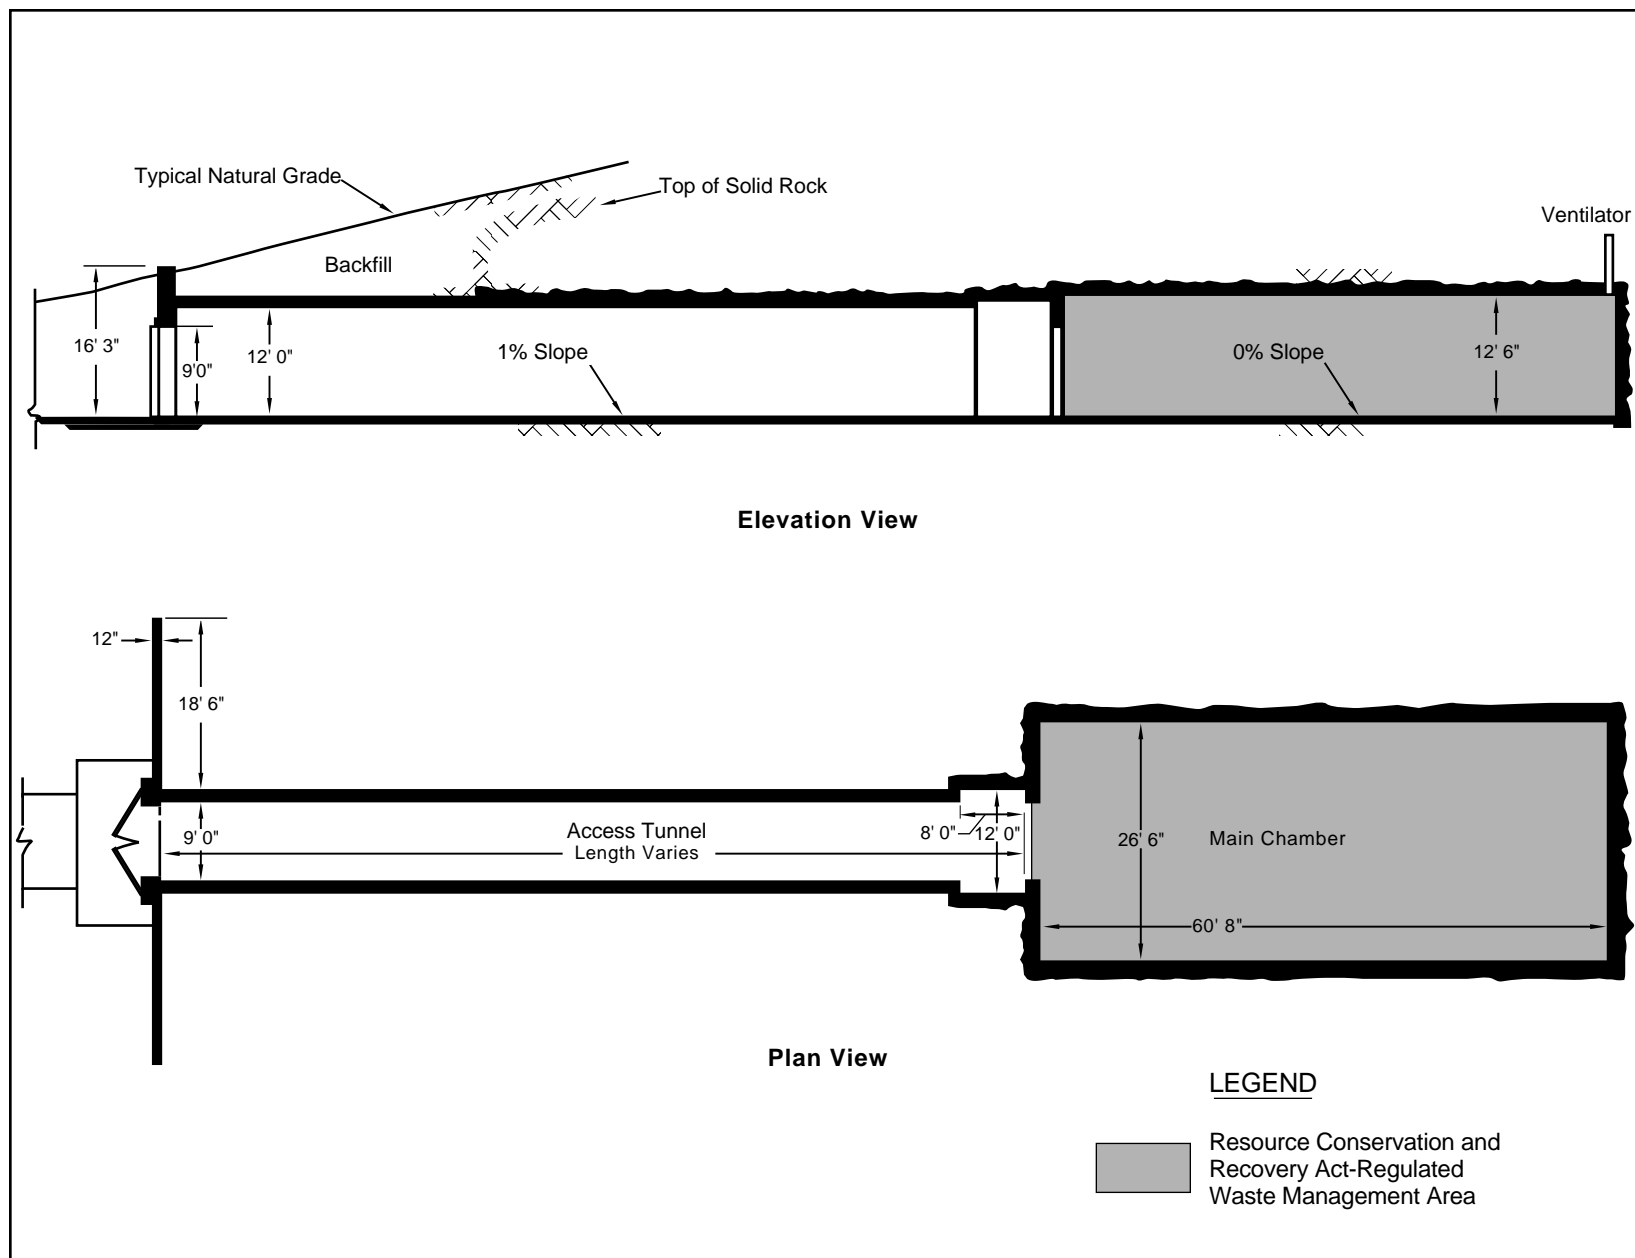 Typical Natural Grade
Top of Solid Rock
Ventilator
Backfill
16' 3"
9'0"
12' 0"
1% Slope
0% Slope
12' 6"
Elevation View
12"
18' 6"
9' 0"
Access Tunnel
Length Varies
8' 0"
12' 0"
26' 6"
Main Chamber
60' 8"
Plan View
LEGEND
Resource Conservation and
Recovery Act-Regulated
Waste Management Area